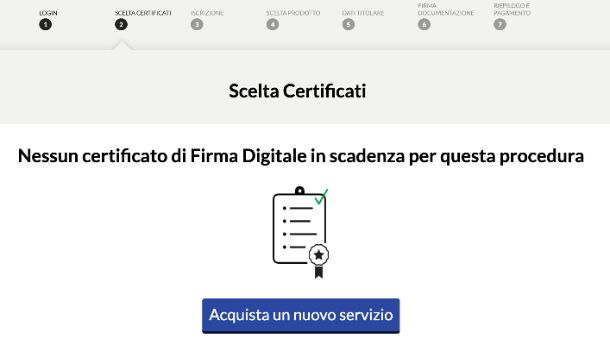 LOGIN
1
SCELTA CERTIFICATI
2
ISCRIZIONE
3
SCELTA PRODOTTO
4
DATI TITOLARE
5
FIRMA
DOCUMENTAZIONE
6
RIEPILOGO E
PAGAMENTO
7
Scelta Certificati
Nessun certificato di Firma Digitale in scadenza per questa procedura
Acquista un nuovo servizio